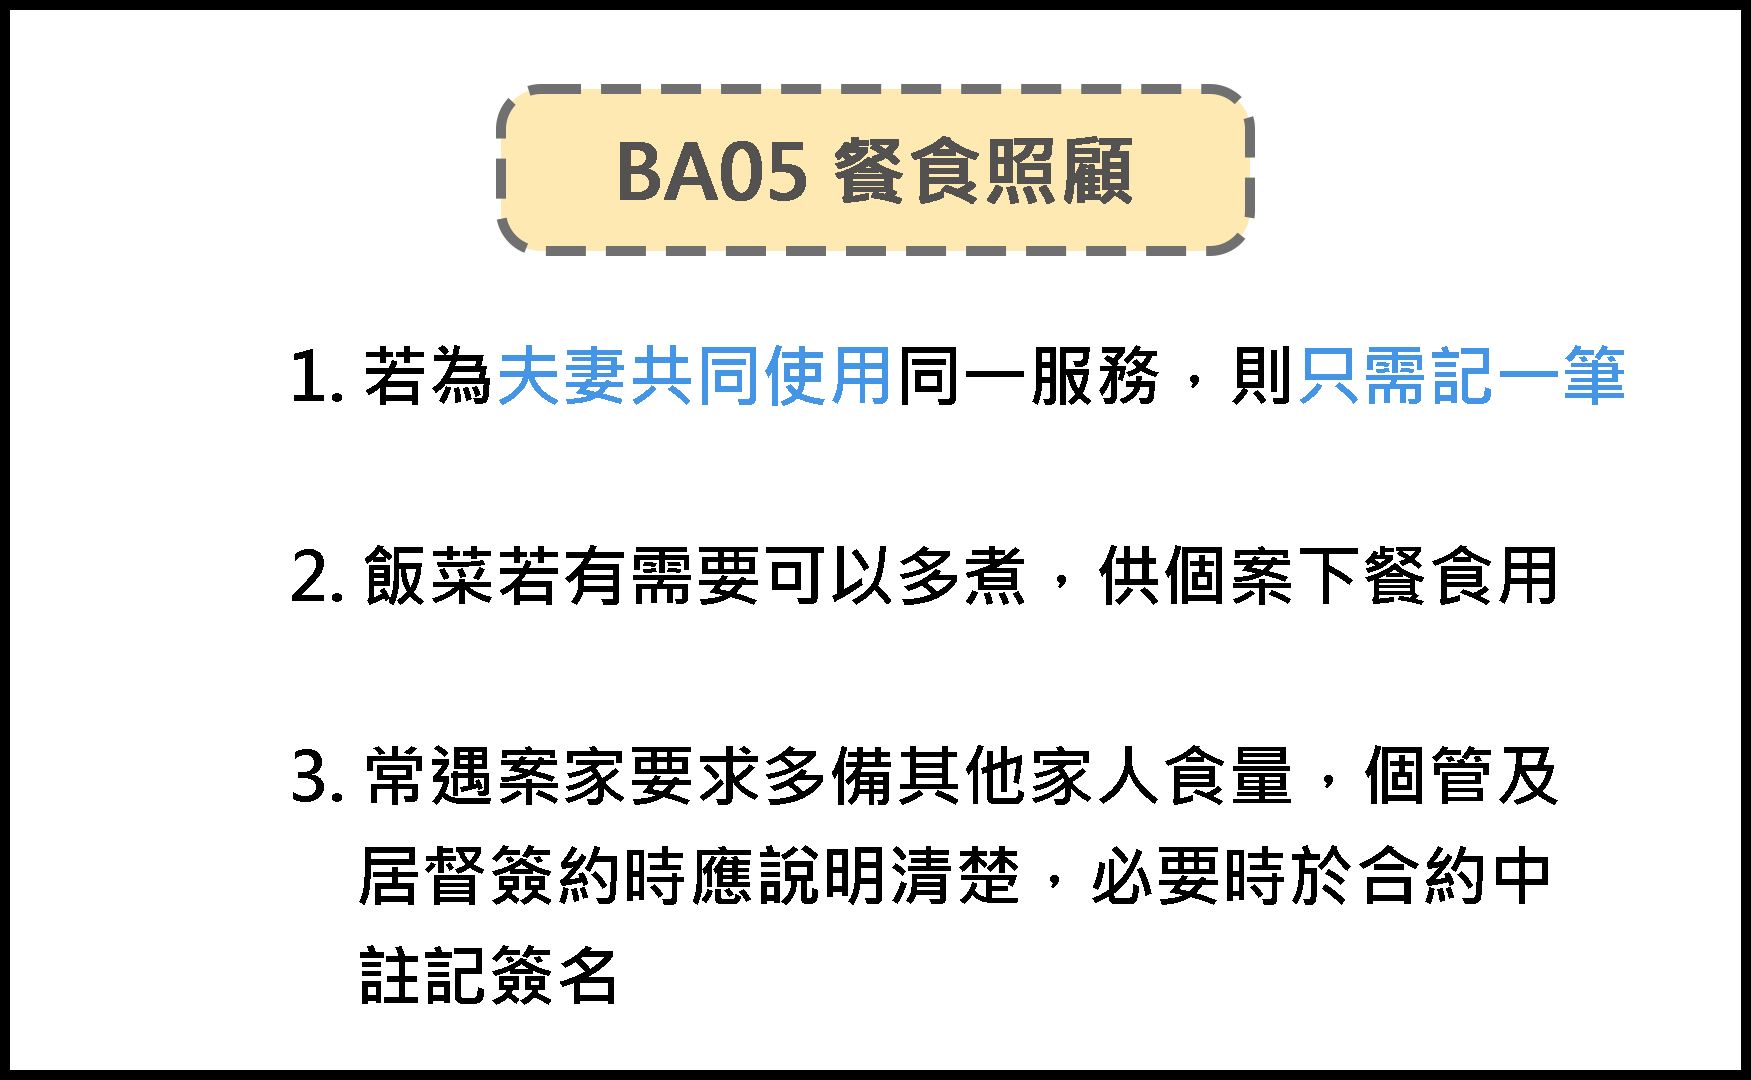 BA05 餐食照顧
1. 若為夫妻共同使用同一服務，則只需記一筆
2. 飯菜若有需要可以多煮，供個案下餐食用
3. 常遇案家要求多備其他家人食量，個管及
居督簽約時應說明清楚，必要時於合約中
註記簽名